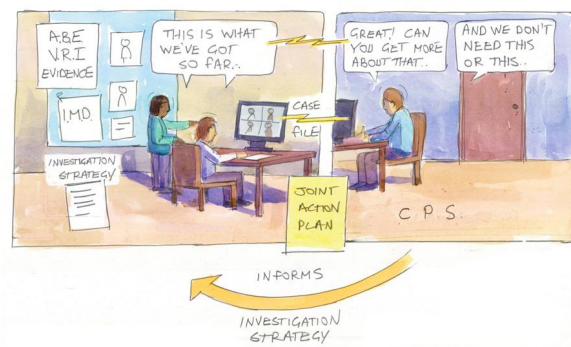 A.B.E
V.R.I
EVIDENCE
I.M.D.
INVESTIGATION
STRATEGY
THIS IS WHAT
WE'VE GOT
SO FAR..
CASE
FILE
GREAT! CAN
YOU GET MORE
ABOUT THAT..
AND WE DON'T
NEED THIS
OR THIS..
JOINT
ACTION
PLAN
C.P.S.
INFORMS
INVESTIGATION
STRATEGY